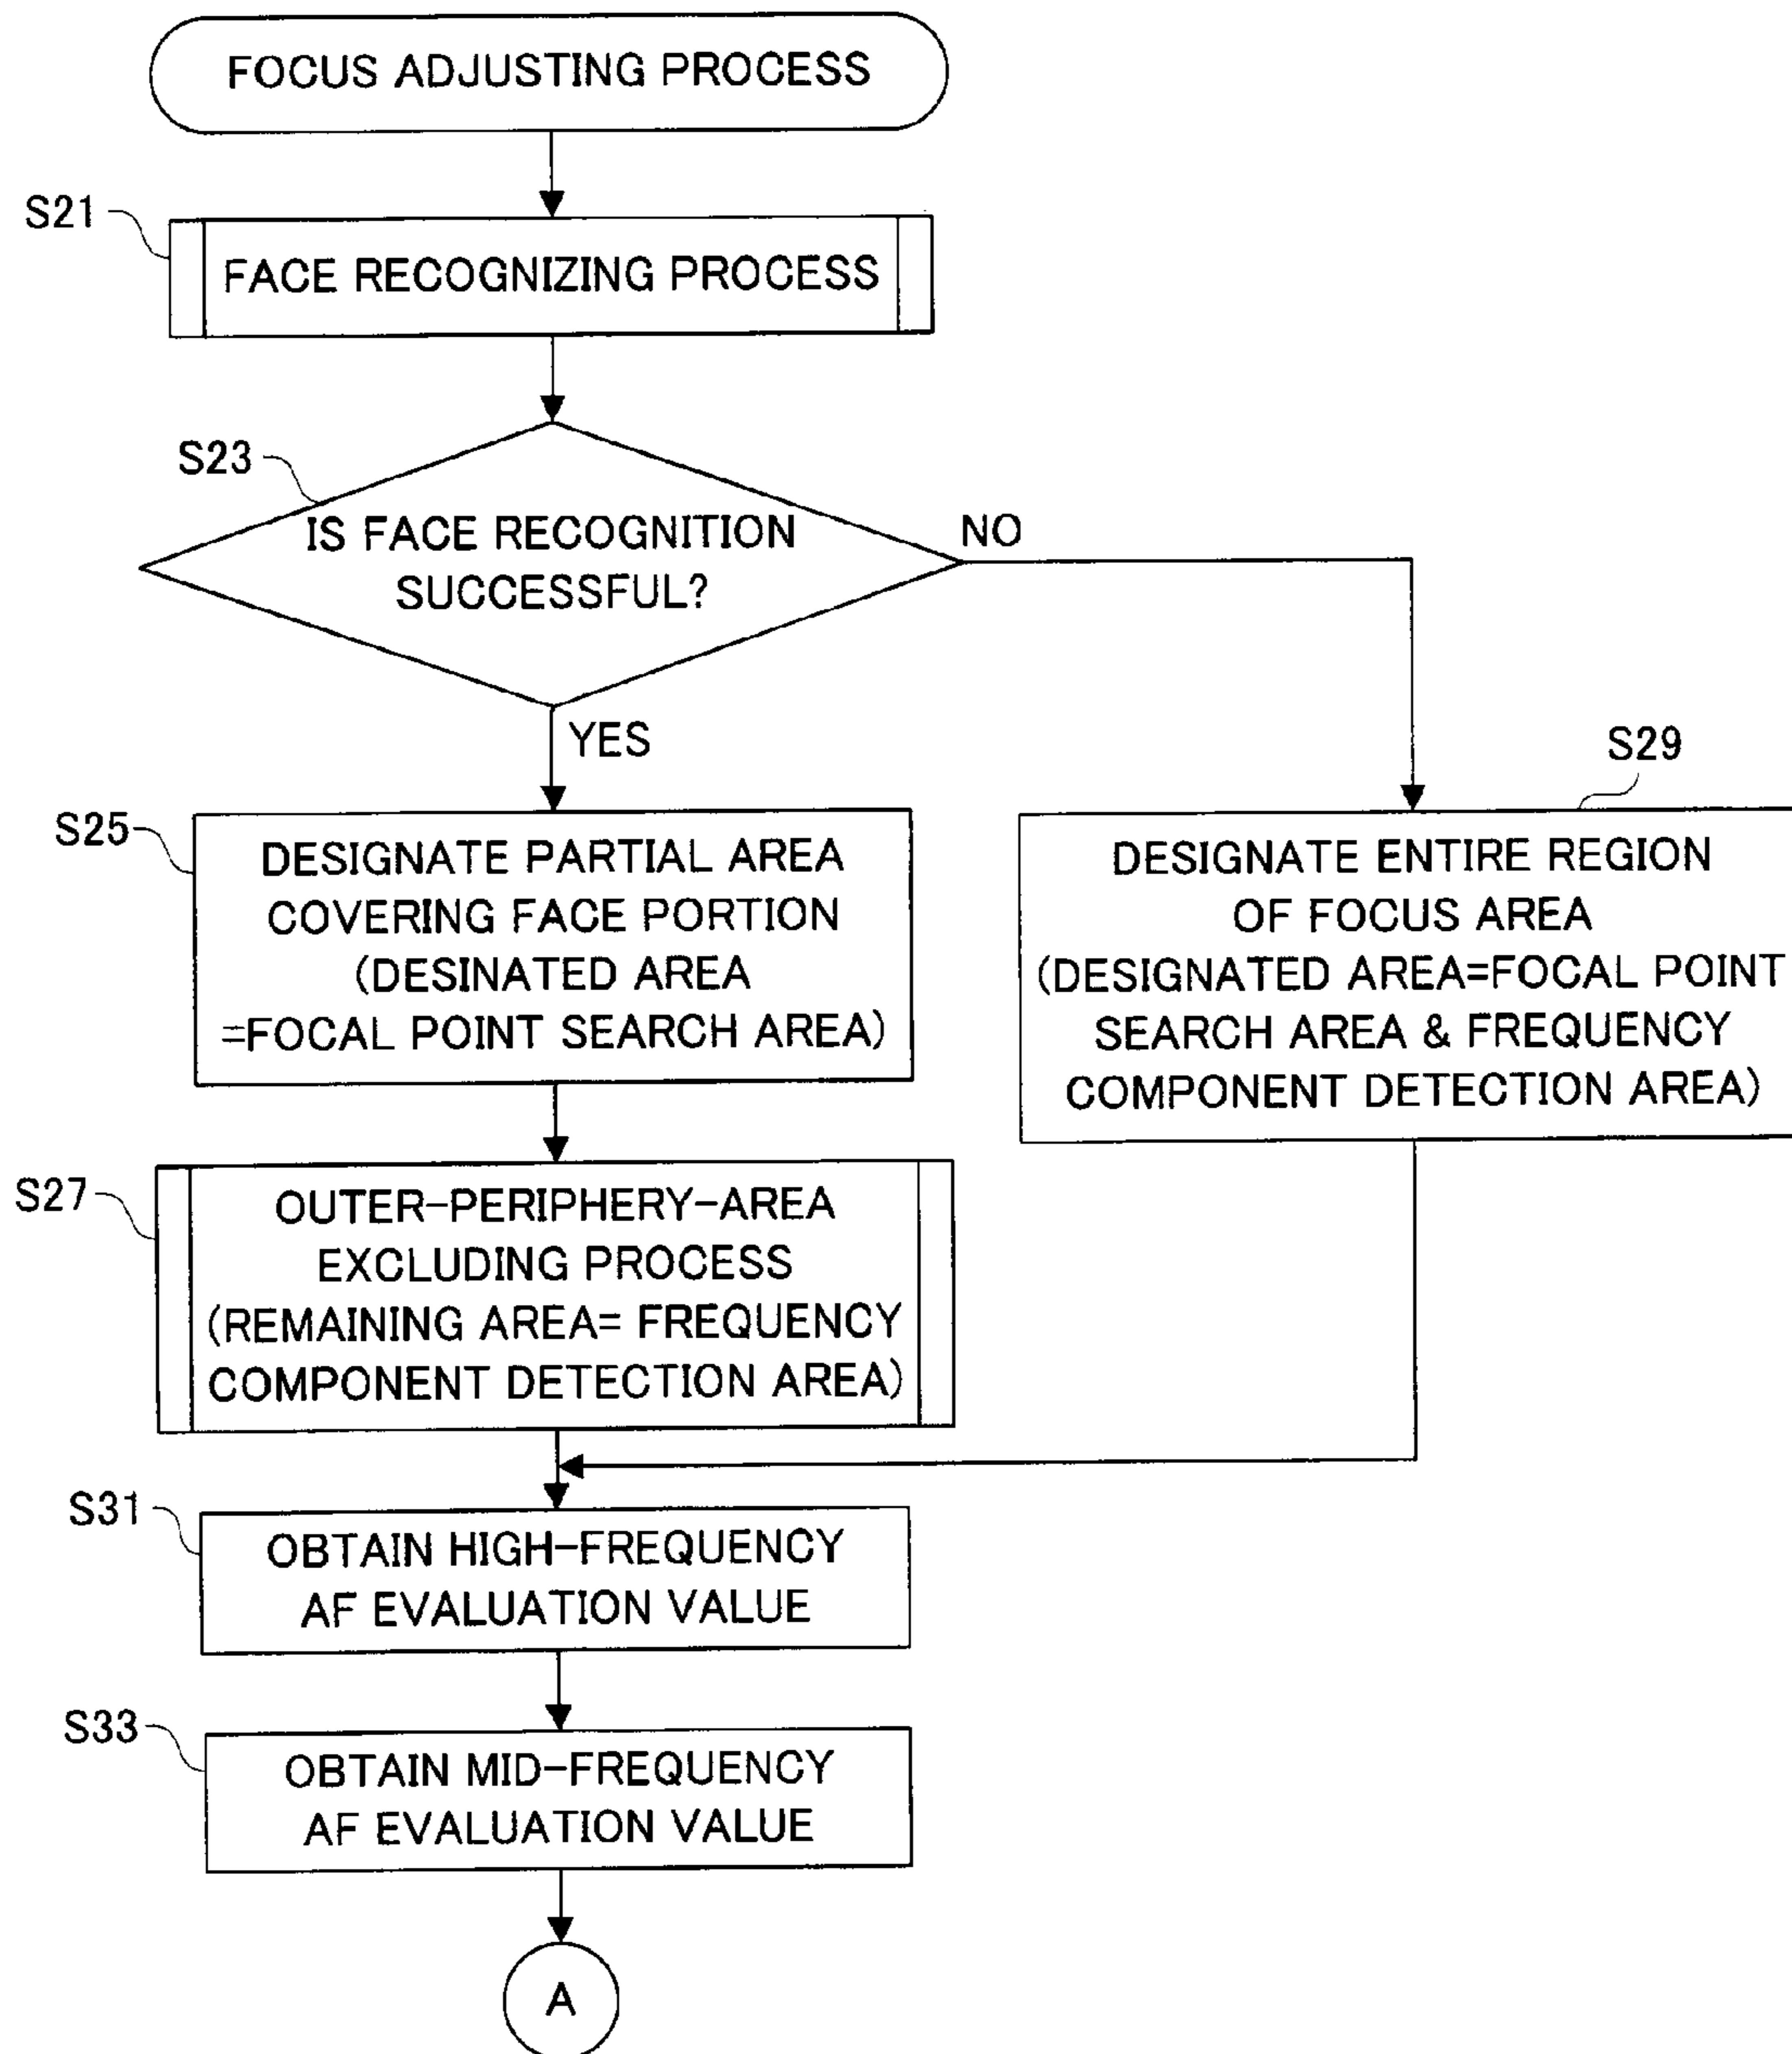 FOCUS ADJUSTING PROCESS
S21
FACE RECOGNIZING PROCESS
S23
IS FACE RECOGNITION
SUCCESSFUL?
NO
YES
S25
DESIGNATE PARTIAL AREA
COVERING FACE PORTION
(DESINATED AREA
=FOCAL POINT SEARCH AREA)
S29
DESIGNATE ENTIRE REGION
OF FOCUS AREA
(DESIGNATED AREA=FOCAL POINT
SEARCH AREA & FREQUENCY
COMPONENT DETECTION AREA)
S27
OUTER-PERIPHERY-AREA
EXCLUDING PROCESS
(REMAINING AREA= FREQUENCY
COMPONENT DETECTION AREA)
S31
OBTAIN HIGH-FREQUENCY
AF EVALUATION VALUE
S33
OBTAIN MID-FREQUENCY
AF EVALUATION VALUE
A